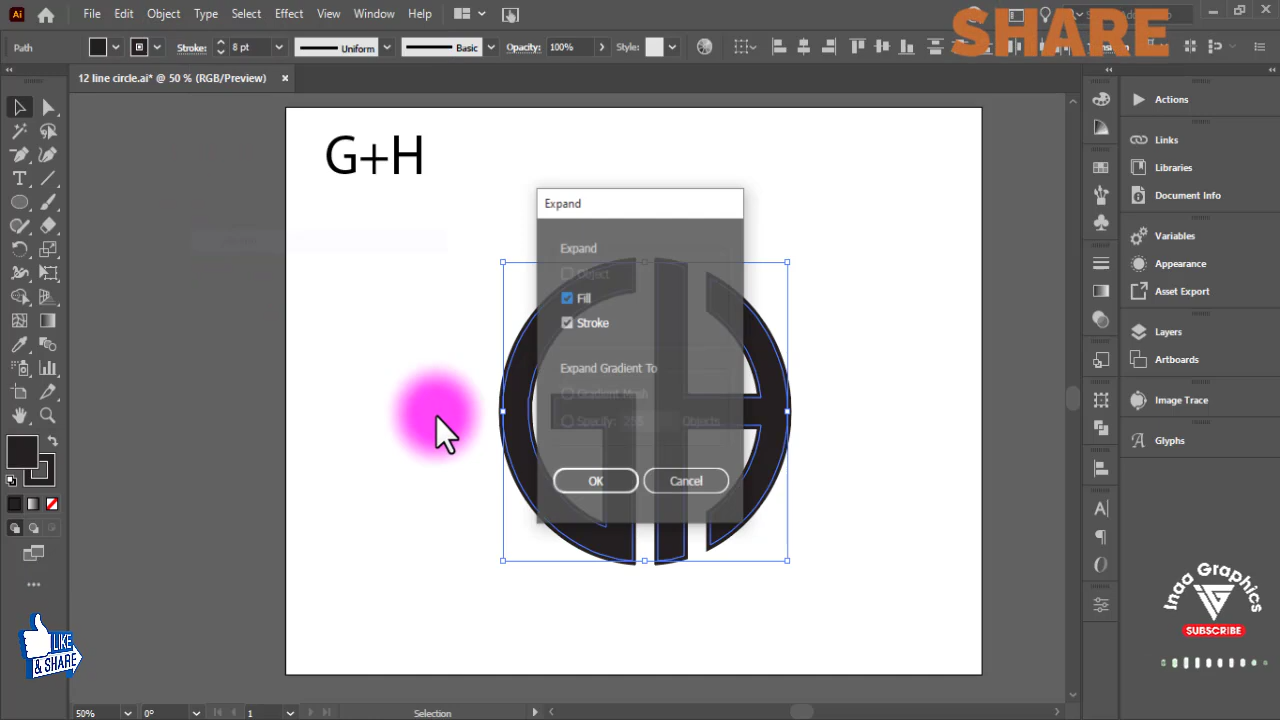 Ai File Edit Object Type Select Effect View Window Help
SHARE
Path Stroke: 8 pt Uniform Basic Opacity: 100% Style:
12 line circle.ai* @ 50 % (RGB/Preview)
G+H
Expand
Expand
Object
Fill
Stroke
Expand Gradient To
Gradient Mesh
Specify: 255 Objects
OK Cancel
Actions
Links
Libraries
Document Info
Variables
Appearance
Asset Export
Layers
Artboards
Image Trace
Glyphs
Inaa Graphics
SUBSCRIBE
LIKE
& SHARE
50% 0° 1 Selection